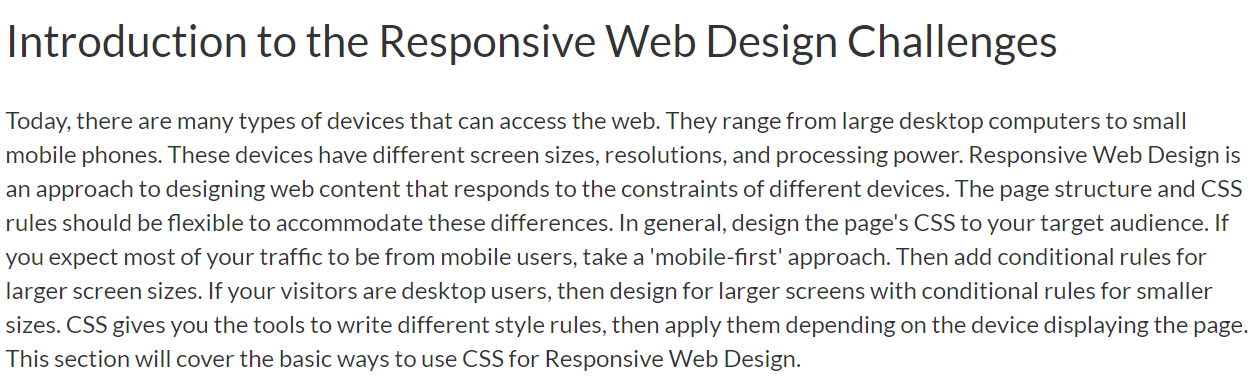 Introduction to the Responsive Web Design Challenges
Today, there are many types of devices that can access the web. They range from large desktop computers to small
mobile phones. These devices have different screen sizes, resolutions, and processing power. Responsive Web Design is
an approach to designing web content that responds to the constraints of different devices. The page structure and CSS
rules should be flexible to accommodate these differences. In general, design the page's CSS to your target audience. If
you expect most of your traffic to be from mobile users, take a 'mobile-first' approach. Then add conditional rules for
larger screen sizes. If your visitors are desktop users, then design for larger screens with conditional rules for smaller
sizes. CSS gives you the tools to write different style rules, then apply them depending on the device displaying the page.
This section will cover the basic ways to use CSS for Responsive Web Design.